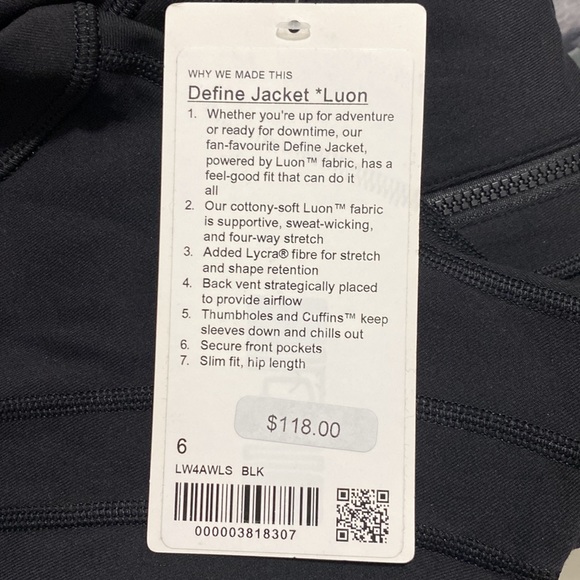 WHY WE MADE THIS
Define Jacket *Luon
1. Whether you're up for adventure
or ready for downtime, our
fan-favourite Define Jacket,
powered by Luon™ fabric, has a
feel-good fit that can do it
all
2. Our cottony-soft Luon™ fabric
is supportive, sweat-wicking,
and four-way stretch
3. Added Lycra® fibre for stretch
and shape retention
4. Back vent strategically placed
to provide airflow
5. Thumbholes and Cuffins™ keep
sleeves down and chills out
6. Secure front pockets
7. Slim fit, hip length
$118.00
6
LW4AWLS BLK
000003818307